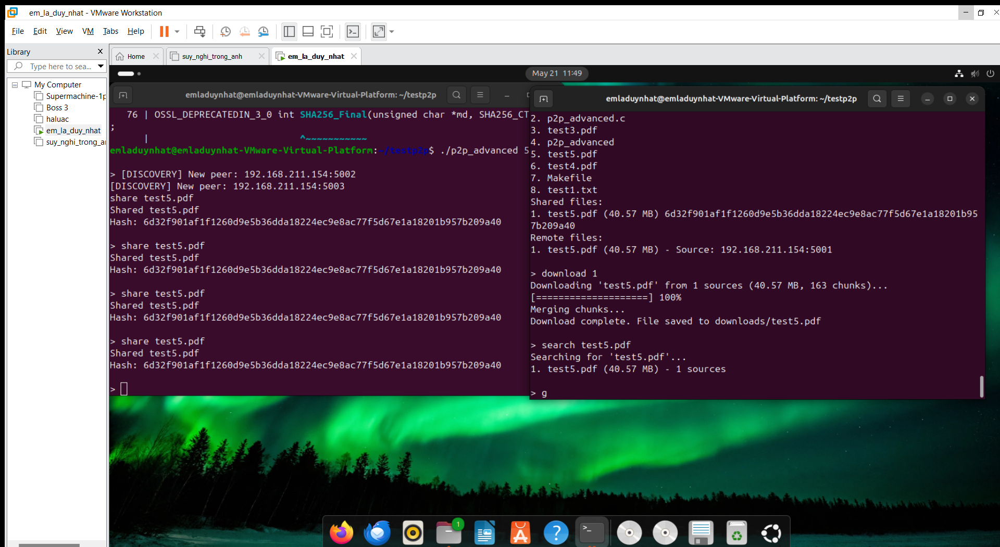 em_la_duy_nhat - VMware Workstation
File Edit View VM Tabs Help
Library
Type here to sea...
My Computer
Supermachine-1p
Boss 3
haluac
em_la_duy_nhat
suy_nghi_trong_an
Home
suy_nghi_trong_anh
em_la_duy_nhat
May 21 11:49
emladuynhat@emladuynhat-VMware-Virtual-Platform: ~/testp2p
76 | OSSL_DEPRECATEDIN_3_0 int SHA256_Final(unsigned char *md, SHA256_CT
;
| ^~~~~~~~~~~~
emladuynhat@emladuynhat-VMware-Virtual-Platform:~/testp2p$ ./p2p_advanced 5
> [DISCOVERY] New peer: 192.168.211.154:5002
[DISCOVERY] New peer: 192.168.211.154:5003
share test5.pdf
Shared test5.pdf
Hash: 6d32f901af1f1260d9e5b36dda18224ec9e8ac77f5d67e1a18201b957b209a40
> share test5.pdf
Shared test5.pdf
Hash: 6d32f901af1f1260d9e5b36dda18224ec9e8ac77f5d67e1a18201b957b209a40
> share test5.pdf
Shared test5.pdf
Hash: 6d32f901af1f1260d9e5b36dda18224ec9e8ac77f5d67e1a18201b957b209a40
> share test5.pdf
Shared test5.pdf
Hash: 6d32f901af1f1260d9e5b36dda18224ec9e8ac77f5d67e1a18201b957b209a40
>
emladuynhat@emladuynhat-VMware-Virtual-Platform: ~/testp2p
2. p2p_advanced.c
3. test3.pdf
4. p2p_advanced
5. test5.pdf
6. test4.pdf
7. Makefile
8. test1.txt
Shared files:
1. test5.pdf (40.57 MB) 6d32f901af1f1260d9e5b36dda18224ec9e8ac77f5d67e1a18201b95
7b209a40
Remote files:
1. test5.pdf (40.57 MB) - Source: 192.168.211.154:5001
> download 1
Downloading 'test5.pdf' from 1 sources (40.57 MB, 163 chunks)...
[====================] 100%
Merging chunks...
Download complete. File saved to downloads/test5.pdf
> search test5.pdf
Searching for 'test5.pdf'...
1. test5.pdf (40.57 MB) - 1 sources
> g
1